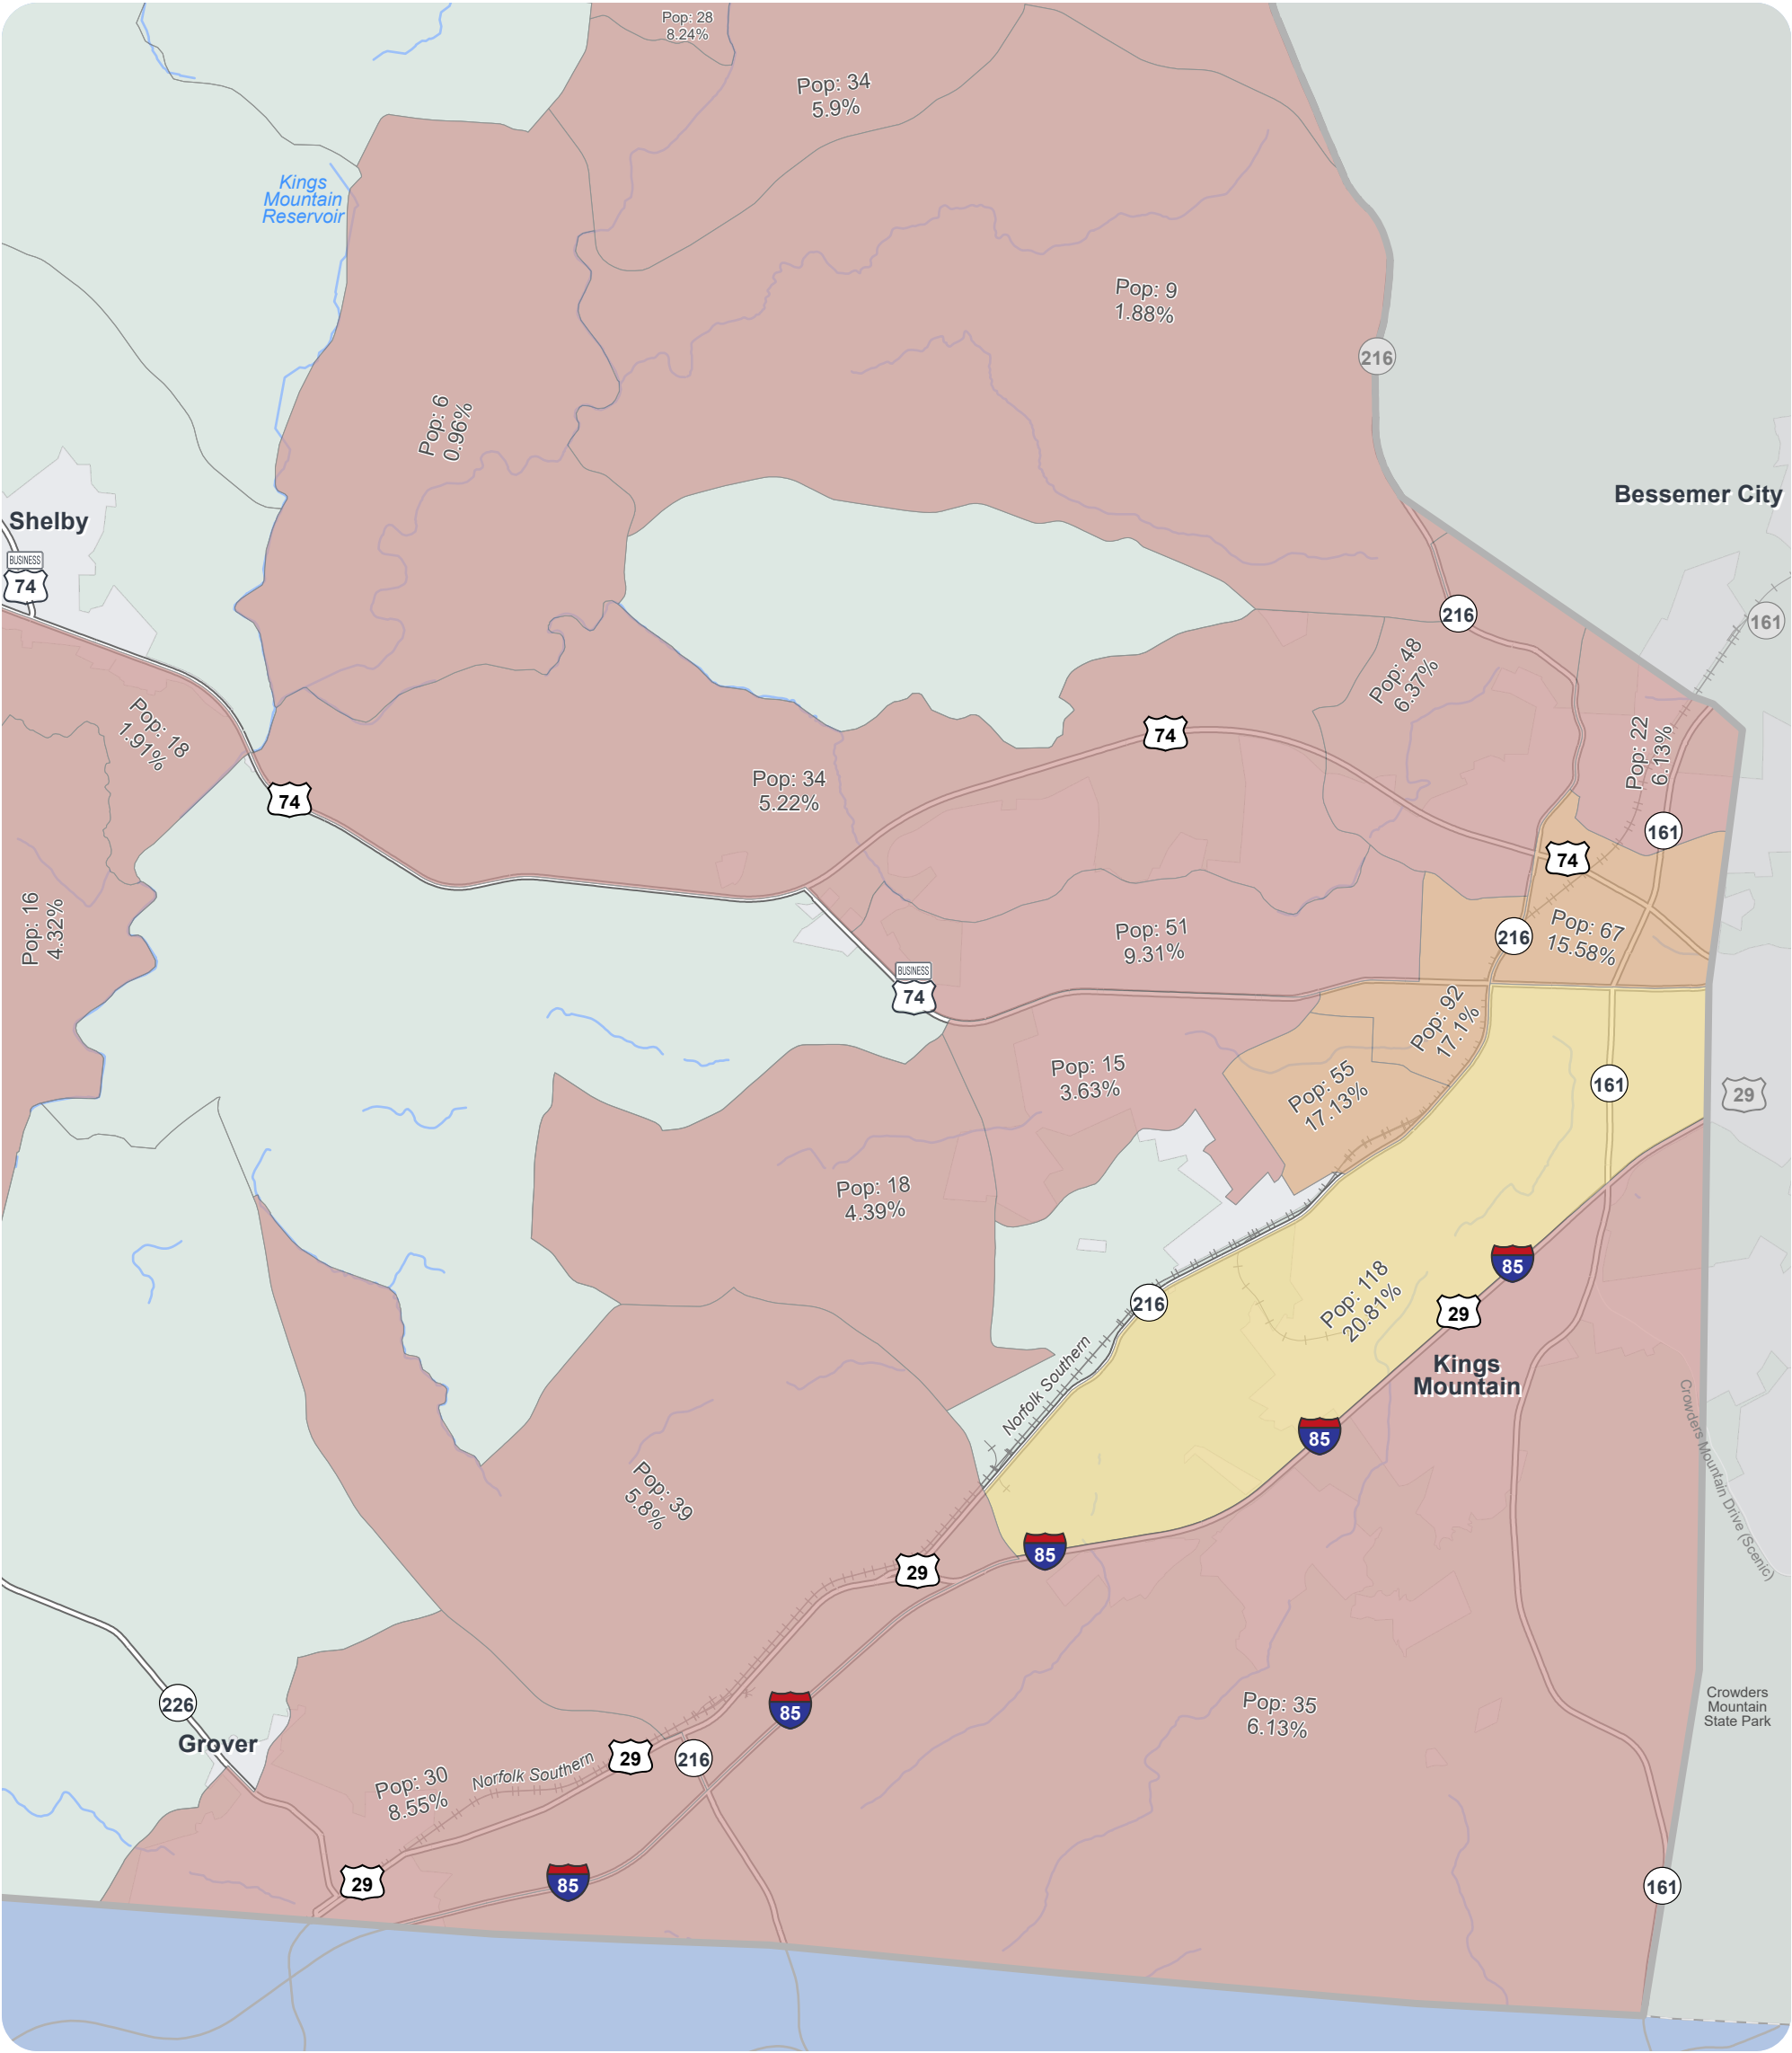 Pop: 28
8.24%
Pop: 34
5.9%
Kings
Mountain
Reservoir
Pop: 9
1.88%
216
Pop: 6
0.96%
Bessemer City
Shelby
BUSINESS
74
216
161
Pop: 48
6.37%
Pop: 18
1.91%
74
Pop: 22
6.13%
Pop: 34
5.22%
74
161
74
Pop: 16
4.32%
Pop: 51
9.31%
216
Pop: 67
15.58%
BUSINESS
74
Pop: 92
17.1%
Pop: 15
3.63%
Pop: 55
17.13%
161
29
Pop: 18
4.39%
85
216
Pop: 118
20.81%
29
Norfolk Southern
Kings
Mountain
85
Crowders Mountain Drive (Scenic)
Pop: 39
5.8%
85
29
226
85
Pop: 35
6.13%
Crowders
Mountain
State Park
Grover
29
216
Norfolk Southern
Pop: 30
8.55%
29
85
161